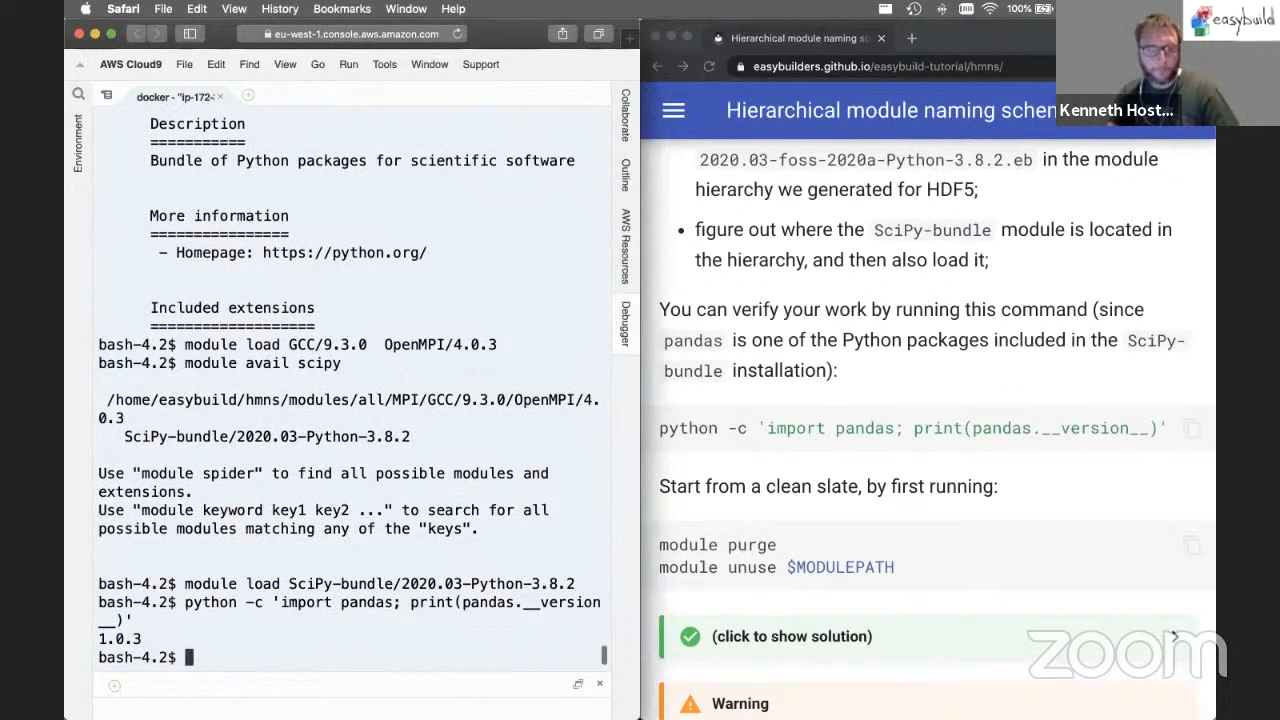 Safari File Edit View History Bookmarks Window Help
100%
easybuild
eu-west-1.console.aws.amazon.com
Hierarchical module naming sc
AWS Cloud9 File Edit Find View Go Run Tools Window Support
easybuilders.github.io/easybuild-tutorial/hmns/
docker - "ip-172-
Environment
Collaborate
Outline
AWS Resources
Debugger
Hierarchical module naming schem
Kenneth Host...
Description
===========
Bundle of Python packages for scientific software
More information
================
- Homepage: https://python.org/
Included extensions
===================
bash-4.2$ module load GCC/9.3.0  OpenMPI/4.0.3
bash-4.2$ module avail scipy
/home/easybuild/hmns/modules/all/MPI/GCC/9.3.0/OpenMPI/4.
0.3
SciPy-bundle/2020.03-Python-3.8.2
Use "module spider" to find all possible modules and
extensions.
Use "module keyword key1 key2 ..." to search for all
possible modules matching any of the "keys".
bash-4.2$ module load SciPy-bundle/2020.03-Python-3.8.2
bash-4.2$ python -c 'import pandas; print(pandas.__version
__)'
1.0.3
bash-4.2$
2020.03-foss-2020a-Python-3.8.2.eb in the module
hierarchy we generated for HDF5;
• figure out where the SciPy-bundle module is located in
the hierarchy, and then also load it;
You can verify your work by running this command (since
pandas is one of the Python packages included in the SciPy-
bundle installation):
python -c 'import pandas; print(pandas.__version__)'
Start from a clean slate, by first running:
module purge
module unuse $MODULEPATH
(click to show solution)
Warning
zoom